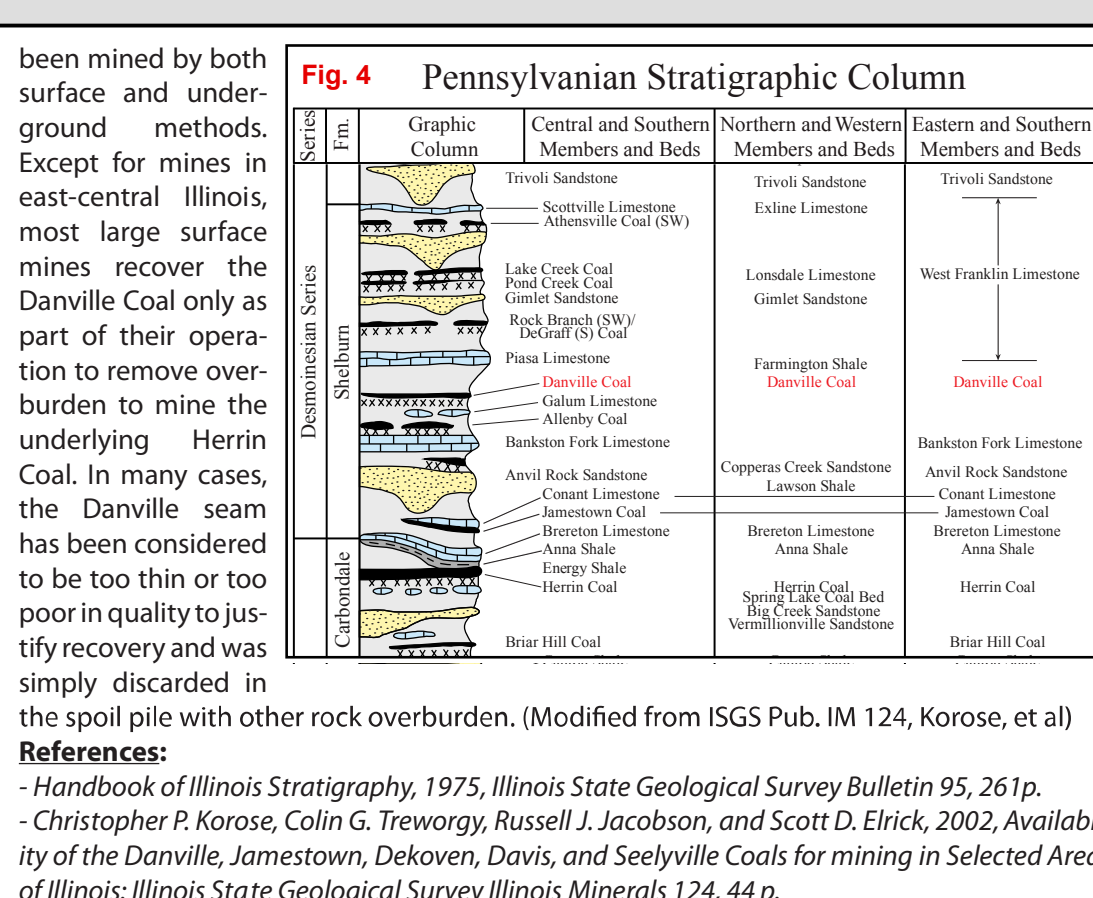 been mined by both
surface and under-
ground methods.
Except for mines in
east-central Illinois,
most large surface
mines recover the
Danville Coal only as
part of their opera-
tion to remove over-
burden to mine the
underlying Herrin
Coal. In many cases,
the Danville seam
has been considered
to be too thin or too
poor in quality to jus-
tify recovery and was
simply discarded in
the spoil pile with other rock overburden. (Modified from ISGS Pub. IM 124, Korose, et al)
Fig. 4 Pennsylvanian Stratigraphic Column
Series
Fm.
Graphic
Column
Central and Southern
Members and Beds
Northern and Western
Members and Beds
Eastern and Southern
Members and Beds
Desmoinesian Series
Shelburn
Carbondale
Trivoli Sandstone
Scottville Limestone
Athensville Coal (SW)
Lake Creek Coal
Pond Creek Coal
Gimlet Sandstone
Rock Branch (SW)/
DeGraff (S) Coal
Piasa Limestone
Danville Coal
Galum Limestone
Allenby Coal
Bankston Fork Limestone
Anvil Rock Sandstone
Conant Limestone
Jamestown Coal
Brereton Limestone
Anna Shale
Energy Shale
Herrin Coal
Briar Hill Coal
Trivoli Sandstone
Exline Limestone
Lonsdale Limestone
Gimlet Sandstone
Farmington Shale
Danville Coal
Copperas Creek Sandstone
Lawson Shale
Brereton Limestone
Anna Shale
Herrin Coal
Spring Lake Coal Bed
Big Creek Sandstone
Vermillionville Sandstone
Trivoli Sandstone
West Franklin Limestone
Danville Coal
Bankston Fork Limestone
Anvil Rock Sandstone
Conant Limestone
Jamestown Coal
Brereton Limestone
Anna Shale
Herrin Coal
Briar Hill Coal
References:
- Handbook of Illinois Stratigraphy, 1975, Illinois State Geological Survey Bulletin 95, 261p.
- Christopher P. Korose, Colin G. Treworgy, Russell J. Jacobson, and Scott D. Elrick, 2002, Availabi
ity of the Danville, Jamestown, Dekoven, Davis, and Seelyville Coals for mining in Selected Area
of Illinois: Illinois State Geological Survey Illinois Minerals 124, 44 p.